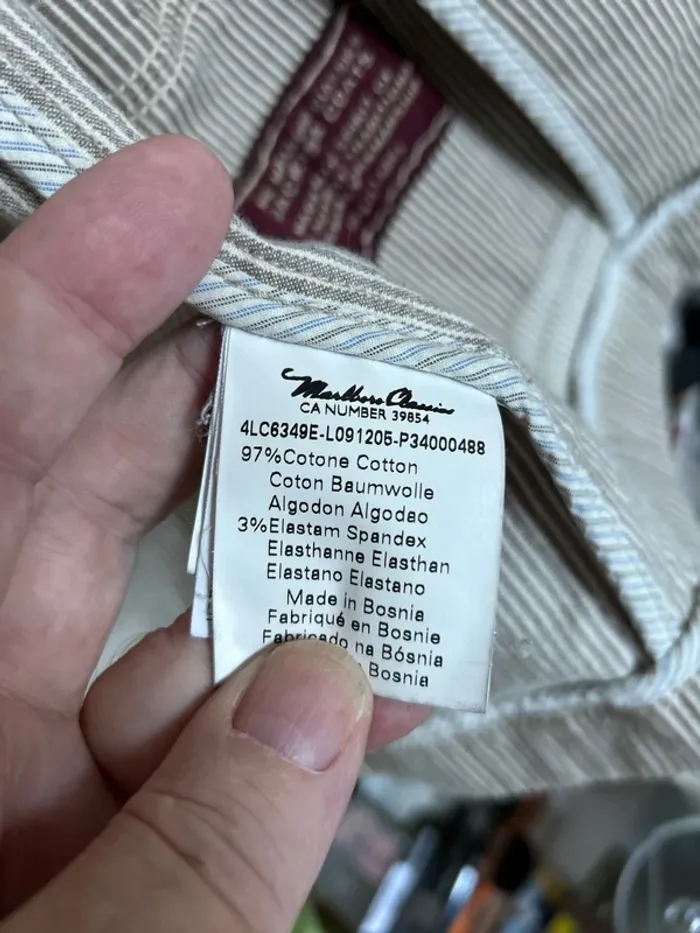 Marlboro Classics
CA NUMBER 39854
4LC6349E-L091205-P34000488
97%Cotone Cotton
Coton Baumwolle
Algodon Algodao
3%Elastam Spandex
Elasthanne Elasthan
Elastano Elastano
Made in Bosnia
Fabriqué en Bosnie
Fabricado na Bósnia
Bosnia